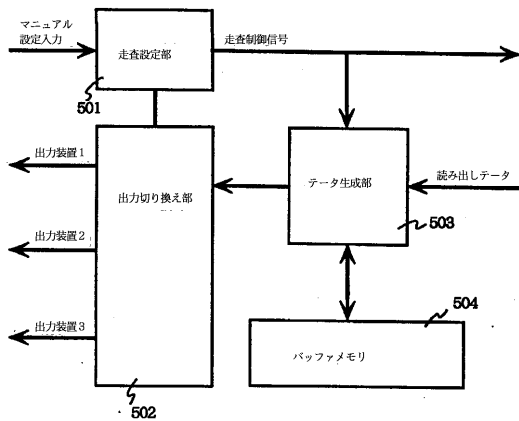 マニュアル
設定入力
走査設定部
走査制御信号
501
出力装置1
出力装置2
出力装置3
出力切り換え部
502
テータ生成部
読み出しテータ
503
504
バッファメモリ